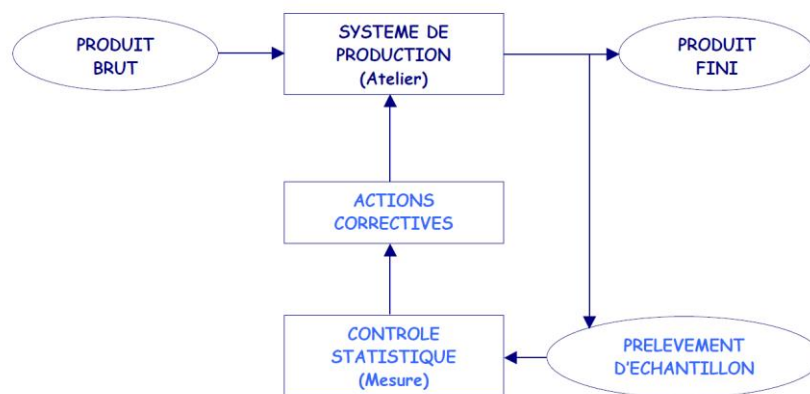 PRODUIT
BRUT
SYSTEME DE
PRODUCTION
(Atelier)
PRODUIT
FINI
ACTIONS
CORRECTIVES
CONTROLE
STATISTIQUE
(Mesure)
PRELEVEMENT
D'ECHANTILLON